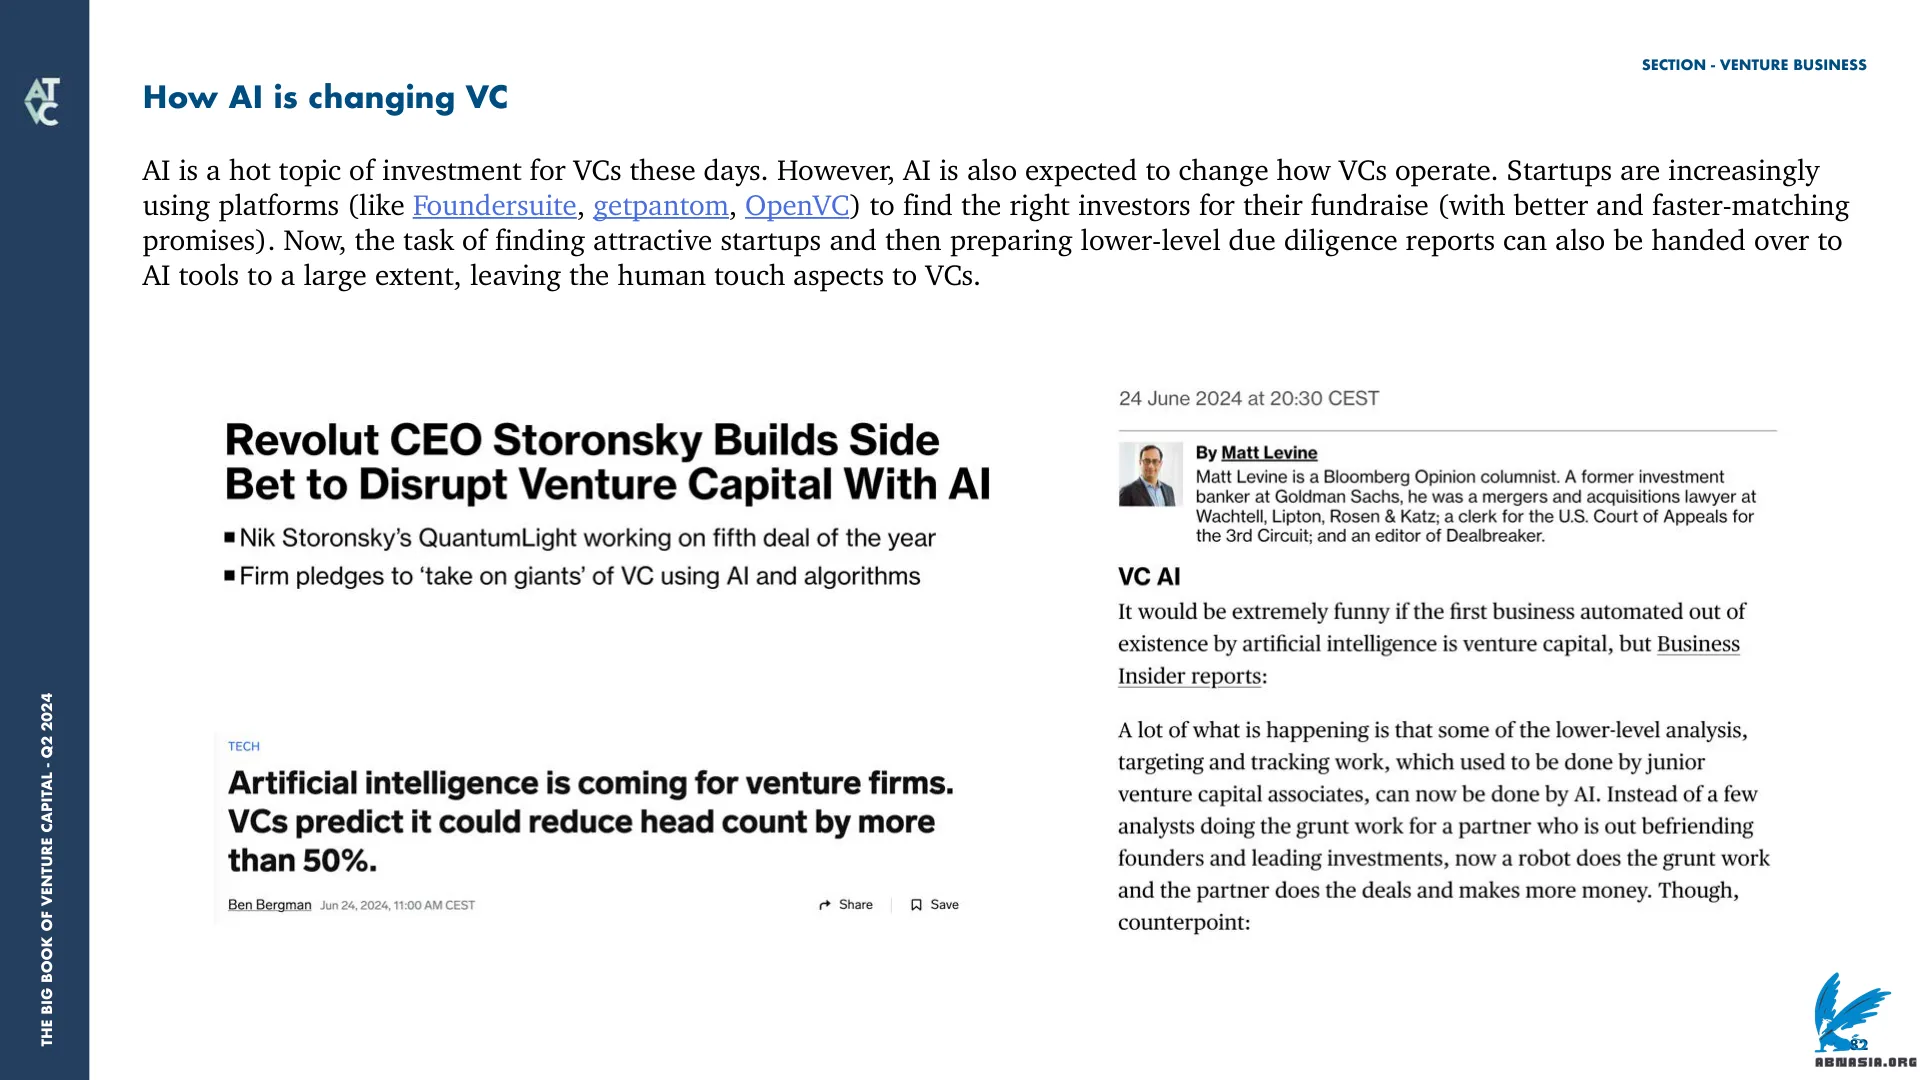 AT
VC
THE BIG BOOK OF VENTURE CAPITAL - Q2 2024
SECTION - VENTURE BUSINESS
How AI is changing VC
AI is a hot topic of investment for VCs these days. However, AI is also expected to change how VCs operate. Startups are increasingly
using platforms (like Foundersuite, getpantom, OpenVC) to find the right investors for their fundraise (with better and faster-matching
promises). Now, the task of finding attractive startups and then preparing lower-level due diligence reports can also be handed over to
AI tools to a large extent, leaving the human touch aspects to VCs.
Revolut CEO Storonsky Builds Side
Bet to Disrupt Venture Capital With AI
■ Nik Storonsky's QuantumLight working on fifth deal of the year
■ Firm pledges to 'take on giants' of VC using AI and algorithms
TECH
Artificial intelligence is coming for venture firms.
VCs predict it could reduce head count by more
than 50%.
Ben Bergman Jun 24, 2024, 11:00 AM CEST
Share
Save
24 June 2024 at 20:30 CEST
By Matt Levine
Matt Levine is a Bloomberg Opinion columnist. A former investment
banker at Goldman Sachs, he was a mergers and acquisitions lawyer at
Wachtell, Lipton, Rosen & Katz; a clerk for the U.S. Court of Appeals for
the 3rd Circuit; and an editor of Dealbreaker.
VC AI
It would be extremely funny if the first business automated out of
existence by artificial intelligence is venture capital, but Business
Insider reports:
A lot of what is happening is that some of the lower-level analysis,
targeting and tracking work, which used to be done by junior
venture capital associates, can now be done by AI. Instead of a few
analysts doing the grunt work for a partner who is out befriending
founders and leading investments, now a robot does the grunt work
and the partner does the deals and makes more money. Though,
counterpoint:
82
ABNASIA.ORG